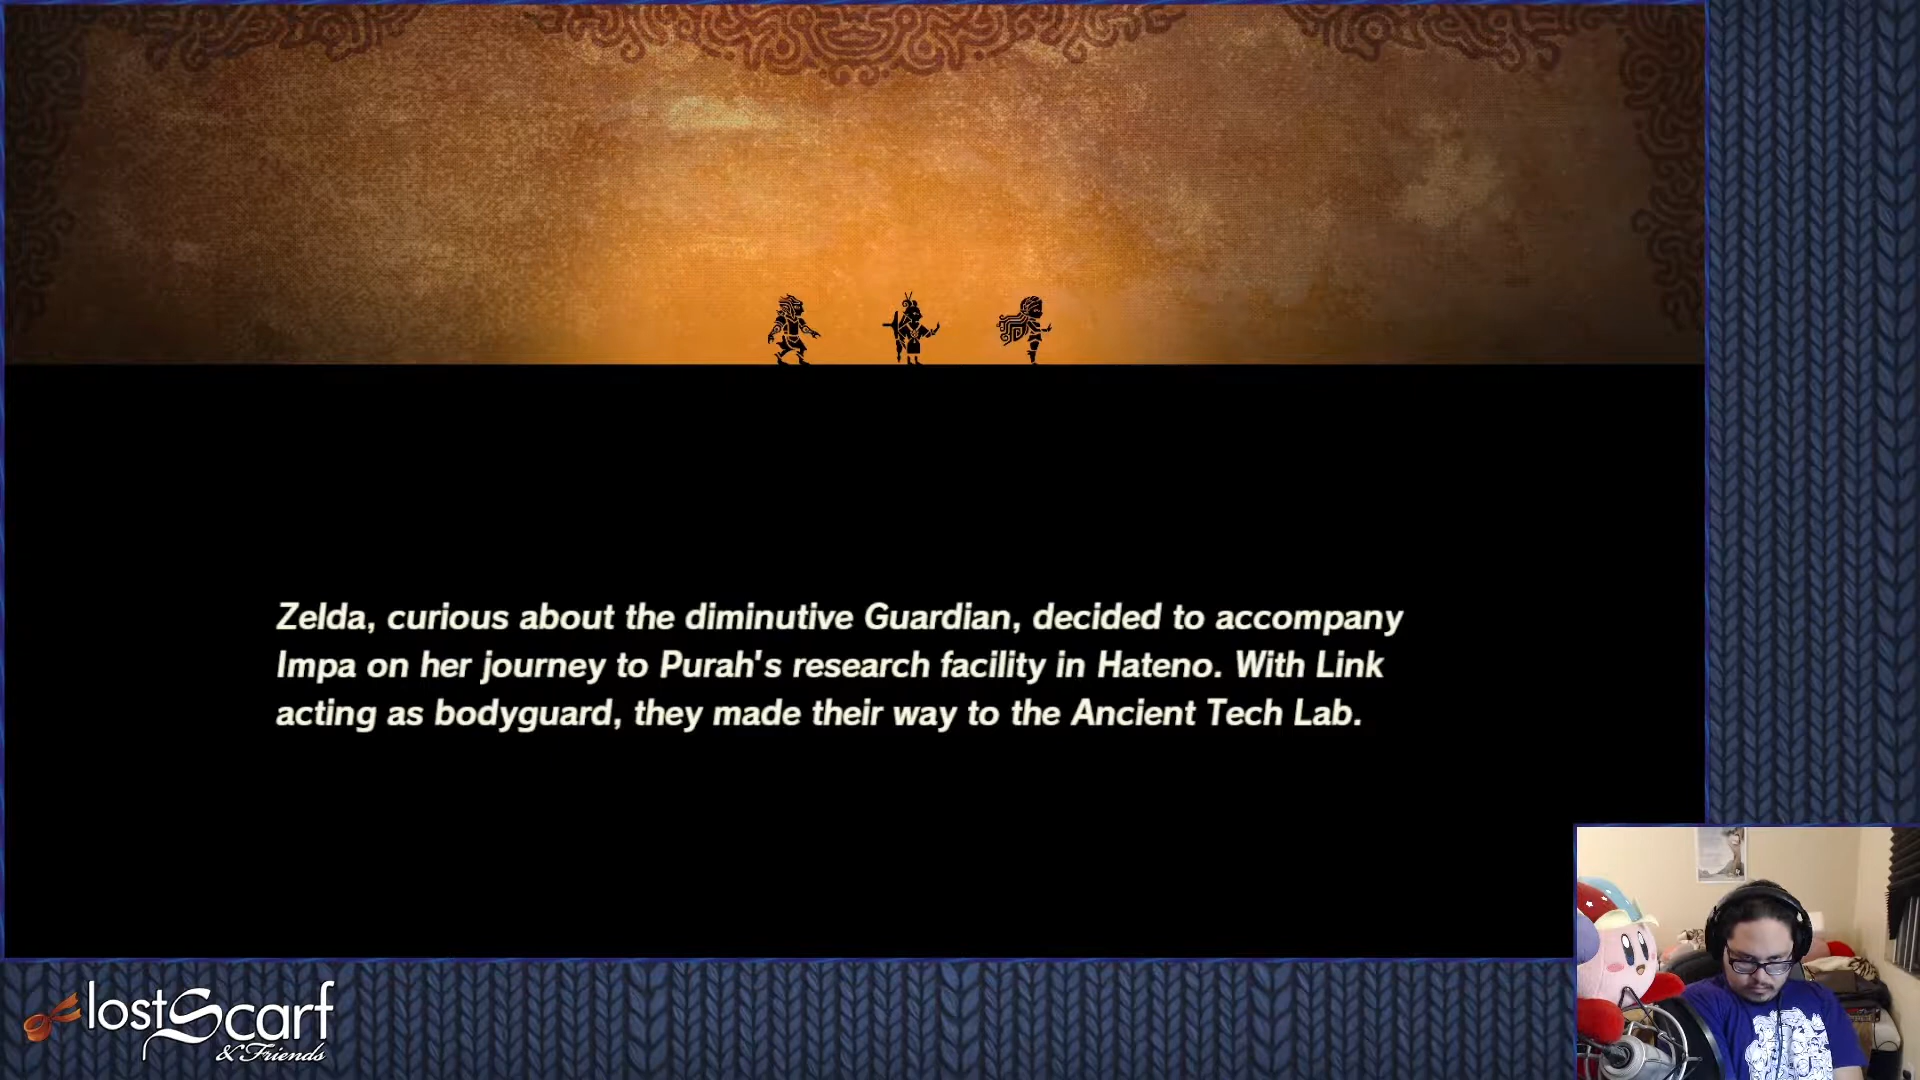 Zelda, curious about the diminutive Guardian, decided to accompany
Impa on her journey to Purah's research facility in Hateno. With Link
acting as bodyguard, they made their way to the Ancient Tech Lab.
lostScarf
& Friends